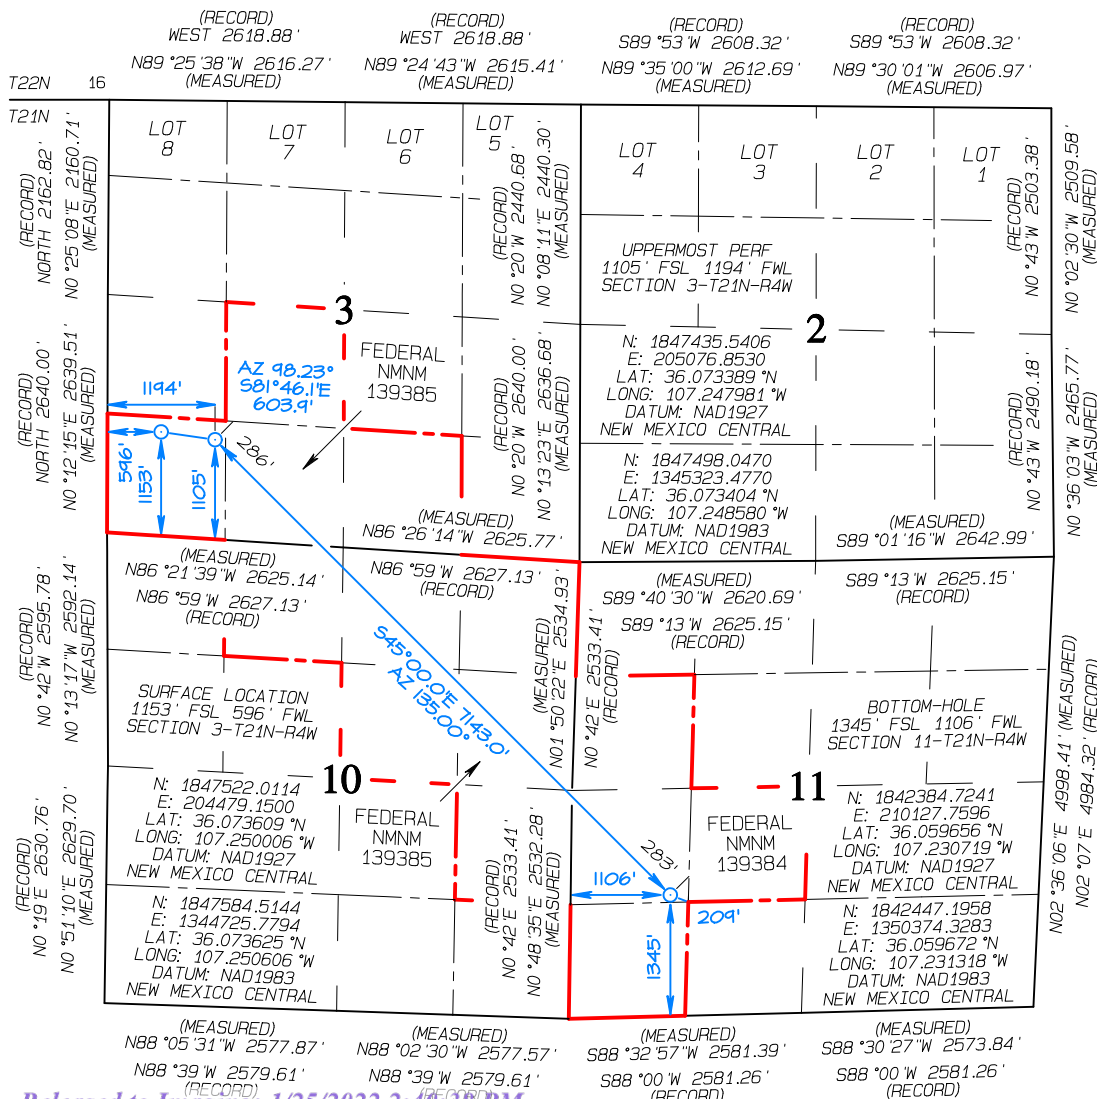 (RECORD)
WEST 2618.88'
N89°25'38"W 2616.27'
(MEASURED)
(RECORD)
WEST 2618.88'
N89°24'43"W 2615.41'
(MEASURED)
(RECORD)
S89°53'W 2608.32'
N89°35'00"W 2612.69'
(MEASURED)
(RECORD)
S89°53'W 2608.32'
N89°30'01"W 2606.97'
(MEASURED)
T22N 16
T21N
LOT
8
LOT
7
LOT
6
LOT
5
LOT
4
LOT
3
LOT
2
LOT
1
(RECORD)
NORTH 2162.82'
N0°25'08"E 2160.71'
(MEASURED)
(RECORD)
N0°20'W 2440.68'
N0°08'11"E 2440.30'
(MEASURED)
(RECORD)
N0°43'W 2503.38'
N0°02'30"W 2509.58'
(MEASURED)
UPPERMOST PERF
1105' FSL 1194' FWL
SECTION 3-T21N-R4W
3
2
N: 1847435.5406
E: 205076.8530
LAT: 36.073389°N
LONG: 107.247981°W
DATUM: NAD1927
NEW MEXICO CENTRAL
N: 1847498.0470
E: 1345323.4770
LAT: 36.073404°N
LONG: 107.248580°W
DATUM: NAD1983
NEW MEXICO CENTRAL
FEDERAL
NMNM
139385
AZ 98.23°
S81°46.1'E
603.9'
1194'
596'
1153'
1105'
286'
(RECORD)
NORTH 2640.00'
N0°12'45"E 2639.51'
(MEASURED)
(RECORD)
N0°20'W 2640.00'
N0°13'23"E 2636.68'
(MEASURED)
(RECORD)
N0°43'W 2490.18'
N0°36'03"W 2465.77'
(MEASURED)
(MEASURED)
N86°26'14"W 2625.77'
(MEASURED)
S89°01'16"W 2642.99'
(MEASURED)
N86°21'39"W 2625.14'
N86°59'W 2627.13'
(RECORD)
N86°59'W 2627.13'
(RECORD)
(MEASURED)
S89°40'30"W 2620.69'
S89°13'W 2625.15'
(RECORD)
S89°13'W 2625.15'
(RECORD)
(RECORD)
N0°42'W 2595.78'
N0°13'17"W 2592.14'
(MEASURED)
(MEASURED)
N01°50'22"E 2534.93'
N0°42'E 2533.41'
(RECORD)
S45°00.0'E 7143.0'
AZ 135.00°
SURFACE LOCATION
1153' FSL 596' FWL
SECTION 3-T21N-R4W
BOTTOM-HOLE
1345' FSL 1106' FWL
SECTION 11-T21N-R4W
10
11
N: 1847522.0114
E: 204479.1500
LAT: 36.073609°N
LONG: 107.250006°W
DATUM: NAD1927
NEW MEXICO CENTRAL
N: 1847584.5144
E: 1344725.7794
LAT: 36.073625°N
LONG: 107.250606°W
DATUM: NAD1983
NEW MEXICO CENTRAL
FEDERAL
NMNM
139385
FEDERAL
NMNM
139384
283'
1106'
209'
1345'
N: 1842384.7241
E: 210127.7596
LAT: 36.059656°N
LONG: 107.230719°W
DATUM: NAD1927
NEW MEXICO CENTRAL
N: 1842447.1958
E: 1350374.3283
LAT: 36.059672°N
LONG: 107.231318°W
DATUM: NAD1983
NEW MEXICO CENTRAL
(RECORD)
N0°19'E 2630.76'
N0°51'10"E 2629.70'
(MEASURED)
(RECORD)
N0°42'E 2533.41'
N0°48'35"E 2532.28'
(MEASURED)
N02°36'06"E 4998.41' (MEASURED)
N02°07'E 4984.32' (RECORD)
(MEASURED)
N88°05'31"W 2577.87'
N88°39'W 2579.61'
(RECORD)
(MEASURED)
N88°02'30"W 2577.57'
N88°39'W 2579.61'
(RECORD)
(MEASURED)
S88°32'57"W 2581.39'
S88°00'W 2581.26'
(RECORD)
(MEASURED)
S88°30'27"W 2573.84'
S88°00'W 2581.26'
(RECORD)
Released to Imaging: 1/25/2022